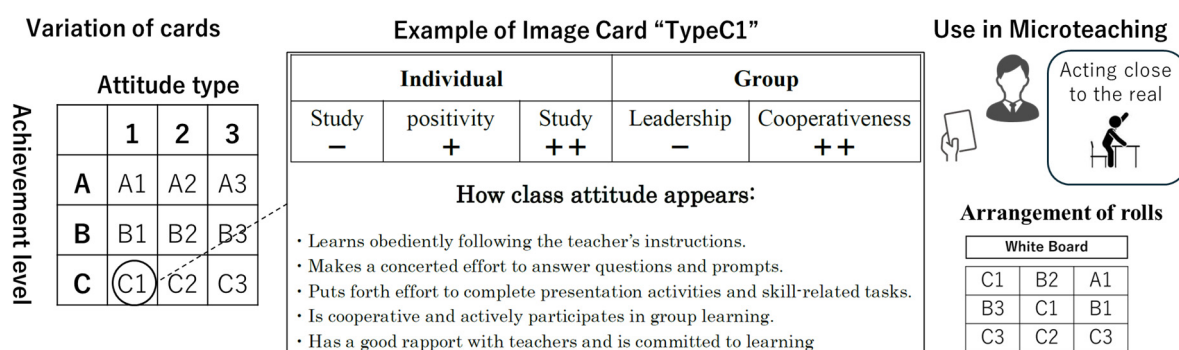 Variation of cards
Attitude type
Achievement level
1 2 3
A A1 A2 A3
B B1 B2 B3
C C1 C2 C3
Example of Image Card “TypeC1”
Individual Group
Study positivity Study Leadership Cooperativeness
− + ++ − ++
How class attitude appears:
・Learns obediently following the teacher’s instructions.
・Makes a concerted effort to answer questions and prompts.
・Puts forth effort to complete presentation activities and skill-related tasks.
・Is cooperative and actively participates in group learning.
・Has a good rapport with teachers and is committed to learning
Use in Microteaching
Acting close
to the real
Arrangement of rolls
White Board
C1 B2 A1
B3 C1 B1
C3 C2 C3